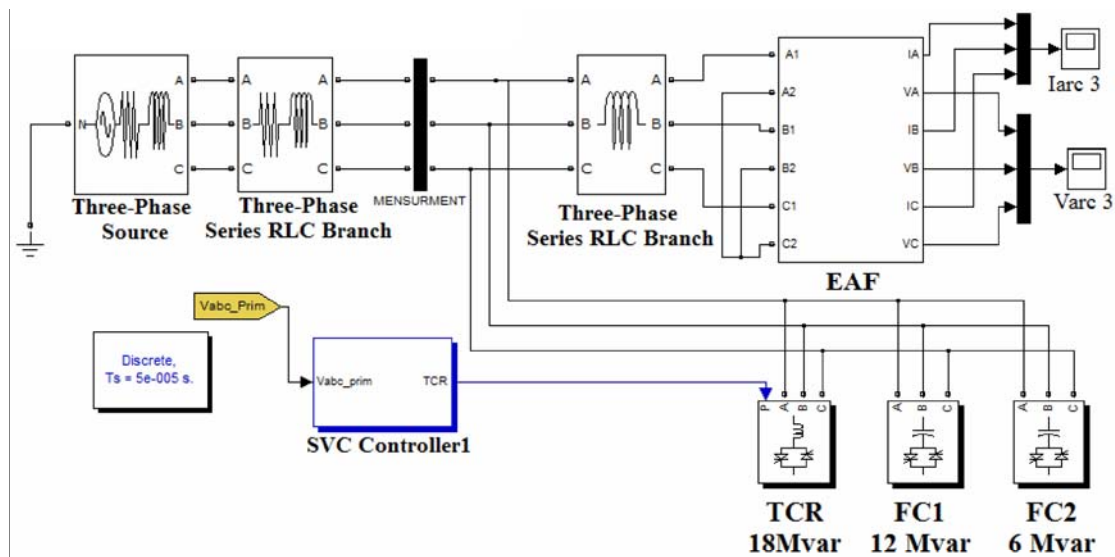 N
A
B
C
Three-Phase
Source
A
B
C
A
B
C
Three-Phase
Series RLC Branch
MENSURMENT
A
B
C
A
B
C
Three-Phase
Series RLC Branch
A1
A2
B1
B2
C1
C2
IA
VA
IB
VB
IC
VC
EAF
Iarc 3
Varc 3
Vabc_Prim
Discrete,
Ts = 5e-005 s.
Vabc_prim
TCR
SVC Controller1
P
A
B
C
TCR
18Mvar
A
B
C
FC1
12 Mvar
A
B
C
FC2
6 Mvar